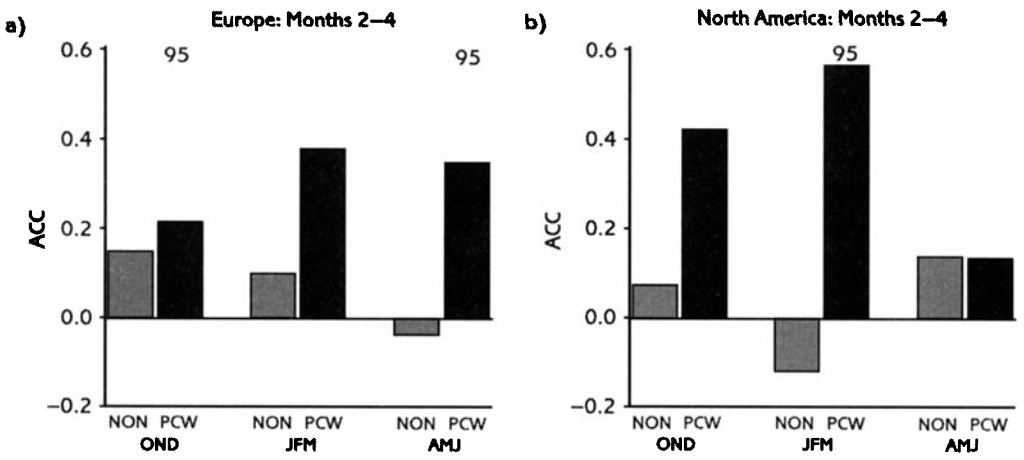 a)
Europe: Months 2–4
95
95
0.6
0.4
0.2
0.0
−0.2
ACC
NON PCW NON PCW NON PCW
OND JFM AMJ
b)
North America: Months 2–4
95
0.6
0.4
0.2
0.0
−0.2
ACC
NON PCW NON PCW NON PCW
OND JFM AMJ